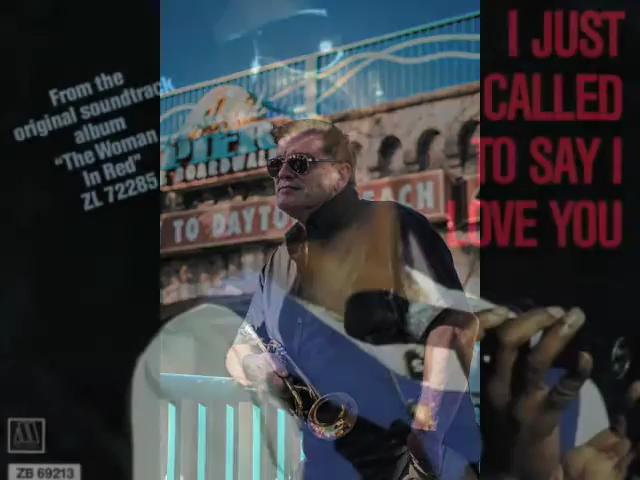 From the
original soundtrack
album
"The Woman
In Red"
ZL 72285
I JUST
CALLED
TO SAY I
LOVE YOU
PIER
BOARDWALK
TO DAYTO EACH
ZB 69213